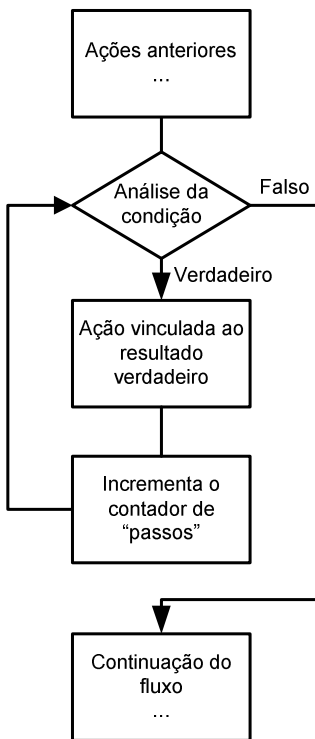 Ações anteriores
...
Análise da
condição
Falso
Verdadeiro
Ação vinculada ao
resultado
verdadeiro
Incrementa o
contador de
“passos”
Continuação do
fluxo
...